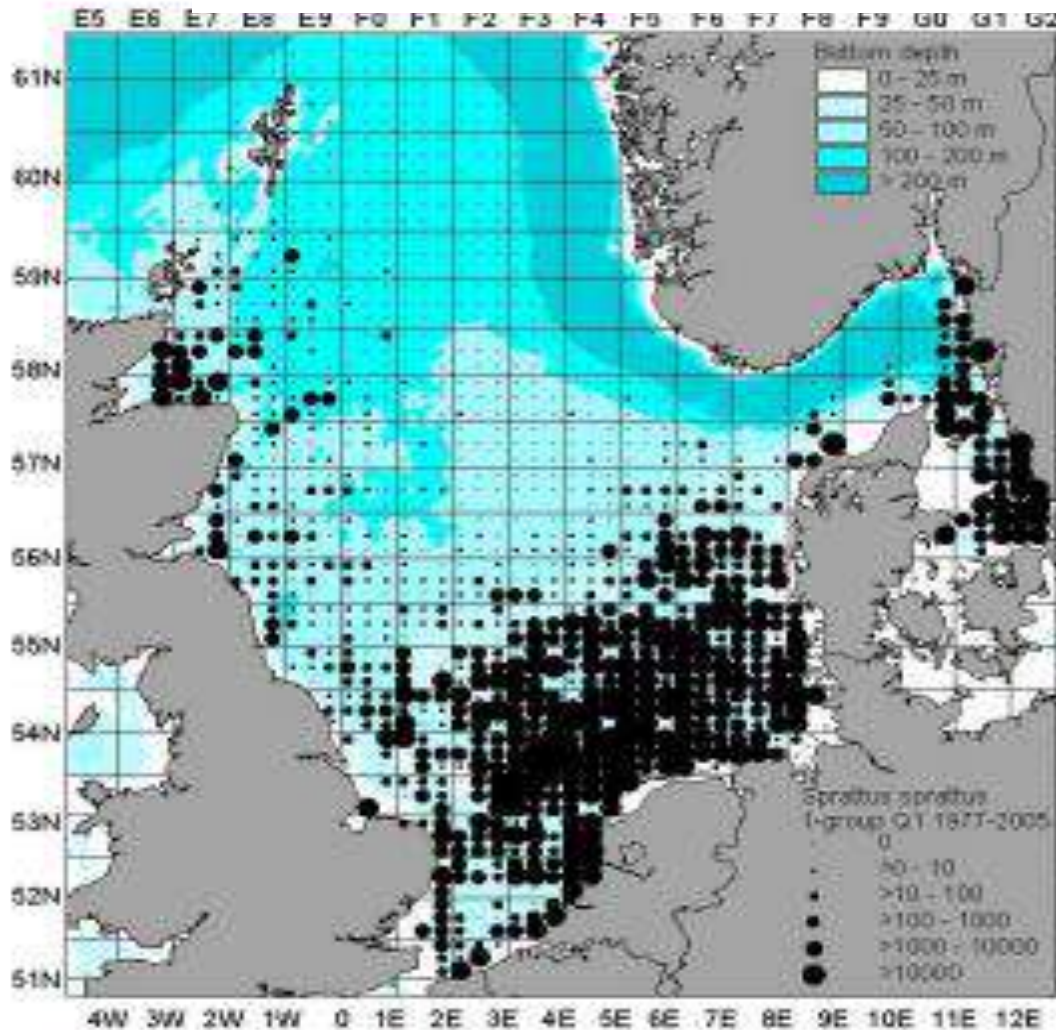 E5 E6 E7 E8 E9 F0 F1 F2 F3 F4 F5 F6 F7 F8 F9 G0 G1 G2
Bottom depth
0 - 25 m
25 - 50 m
50 - 100 m
100 - 200 m
> 200 m
61N
60N
59N
58N
57N
56N
55N
54N
53N
52N
51N
Sprattus sprattus
I-group Q1 1977-2005
0
>0 - 10
>10 - 100
>100 - 1000
>1000 - 10000
>10000
4W 3W 2W 1W 0 1E 2E 3E 4E 5E 6E 7E 8E 9E 10E 11E 12E